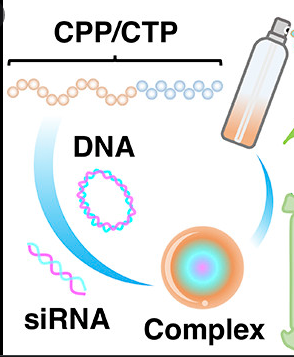 CPP/CTP
DNA
siRNA
Complex